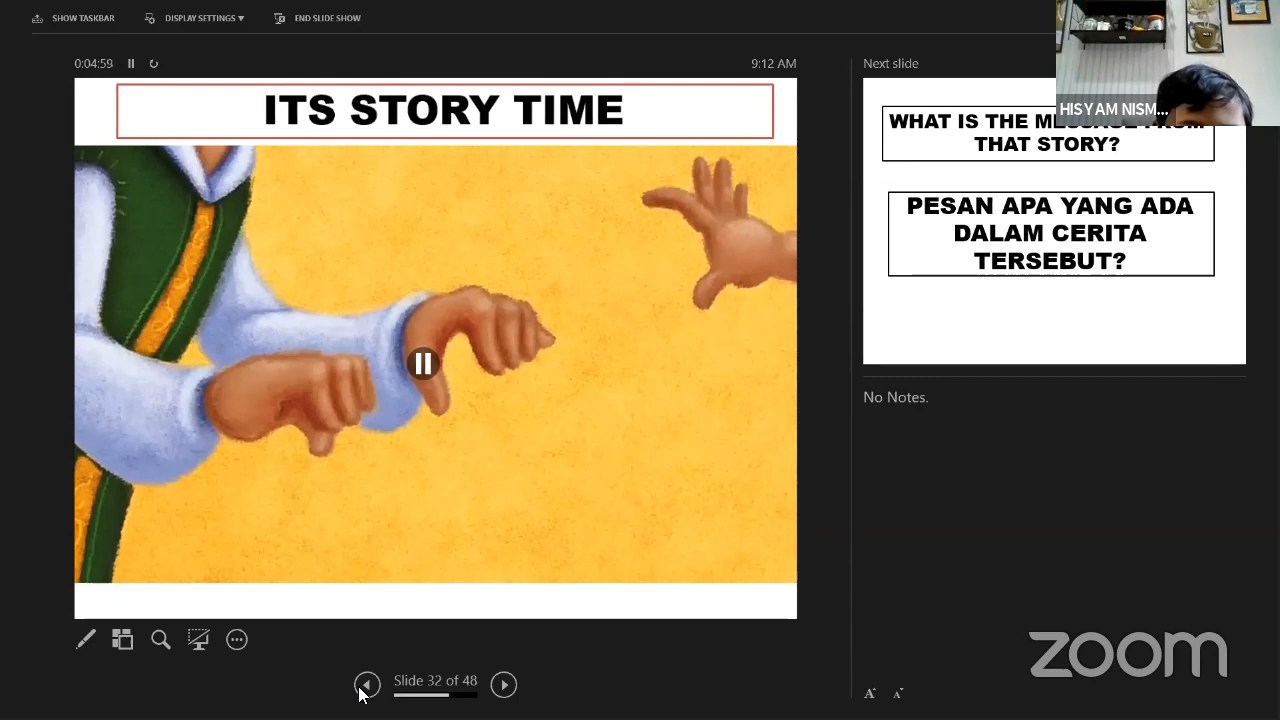 SHOW TASKBAR
DISPLAY SETTINGS
END SLIDE SHOW
0:04:59
9:12 AM
Next slide
ITS STORY TIME
HISYAM NISM...
WHAT IS THE MESSAGE FROM
THAT STORY?
PESAN APA YANG ADA
DALAM CERITA
TERSEBUT?
No Notes.
Slide 32 of 48
zoom
A A